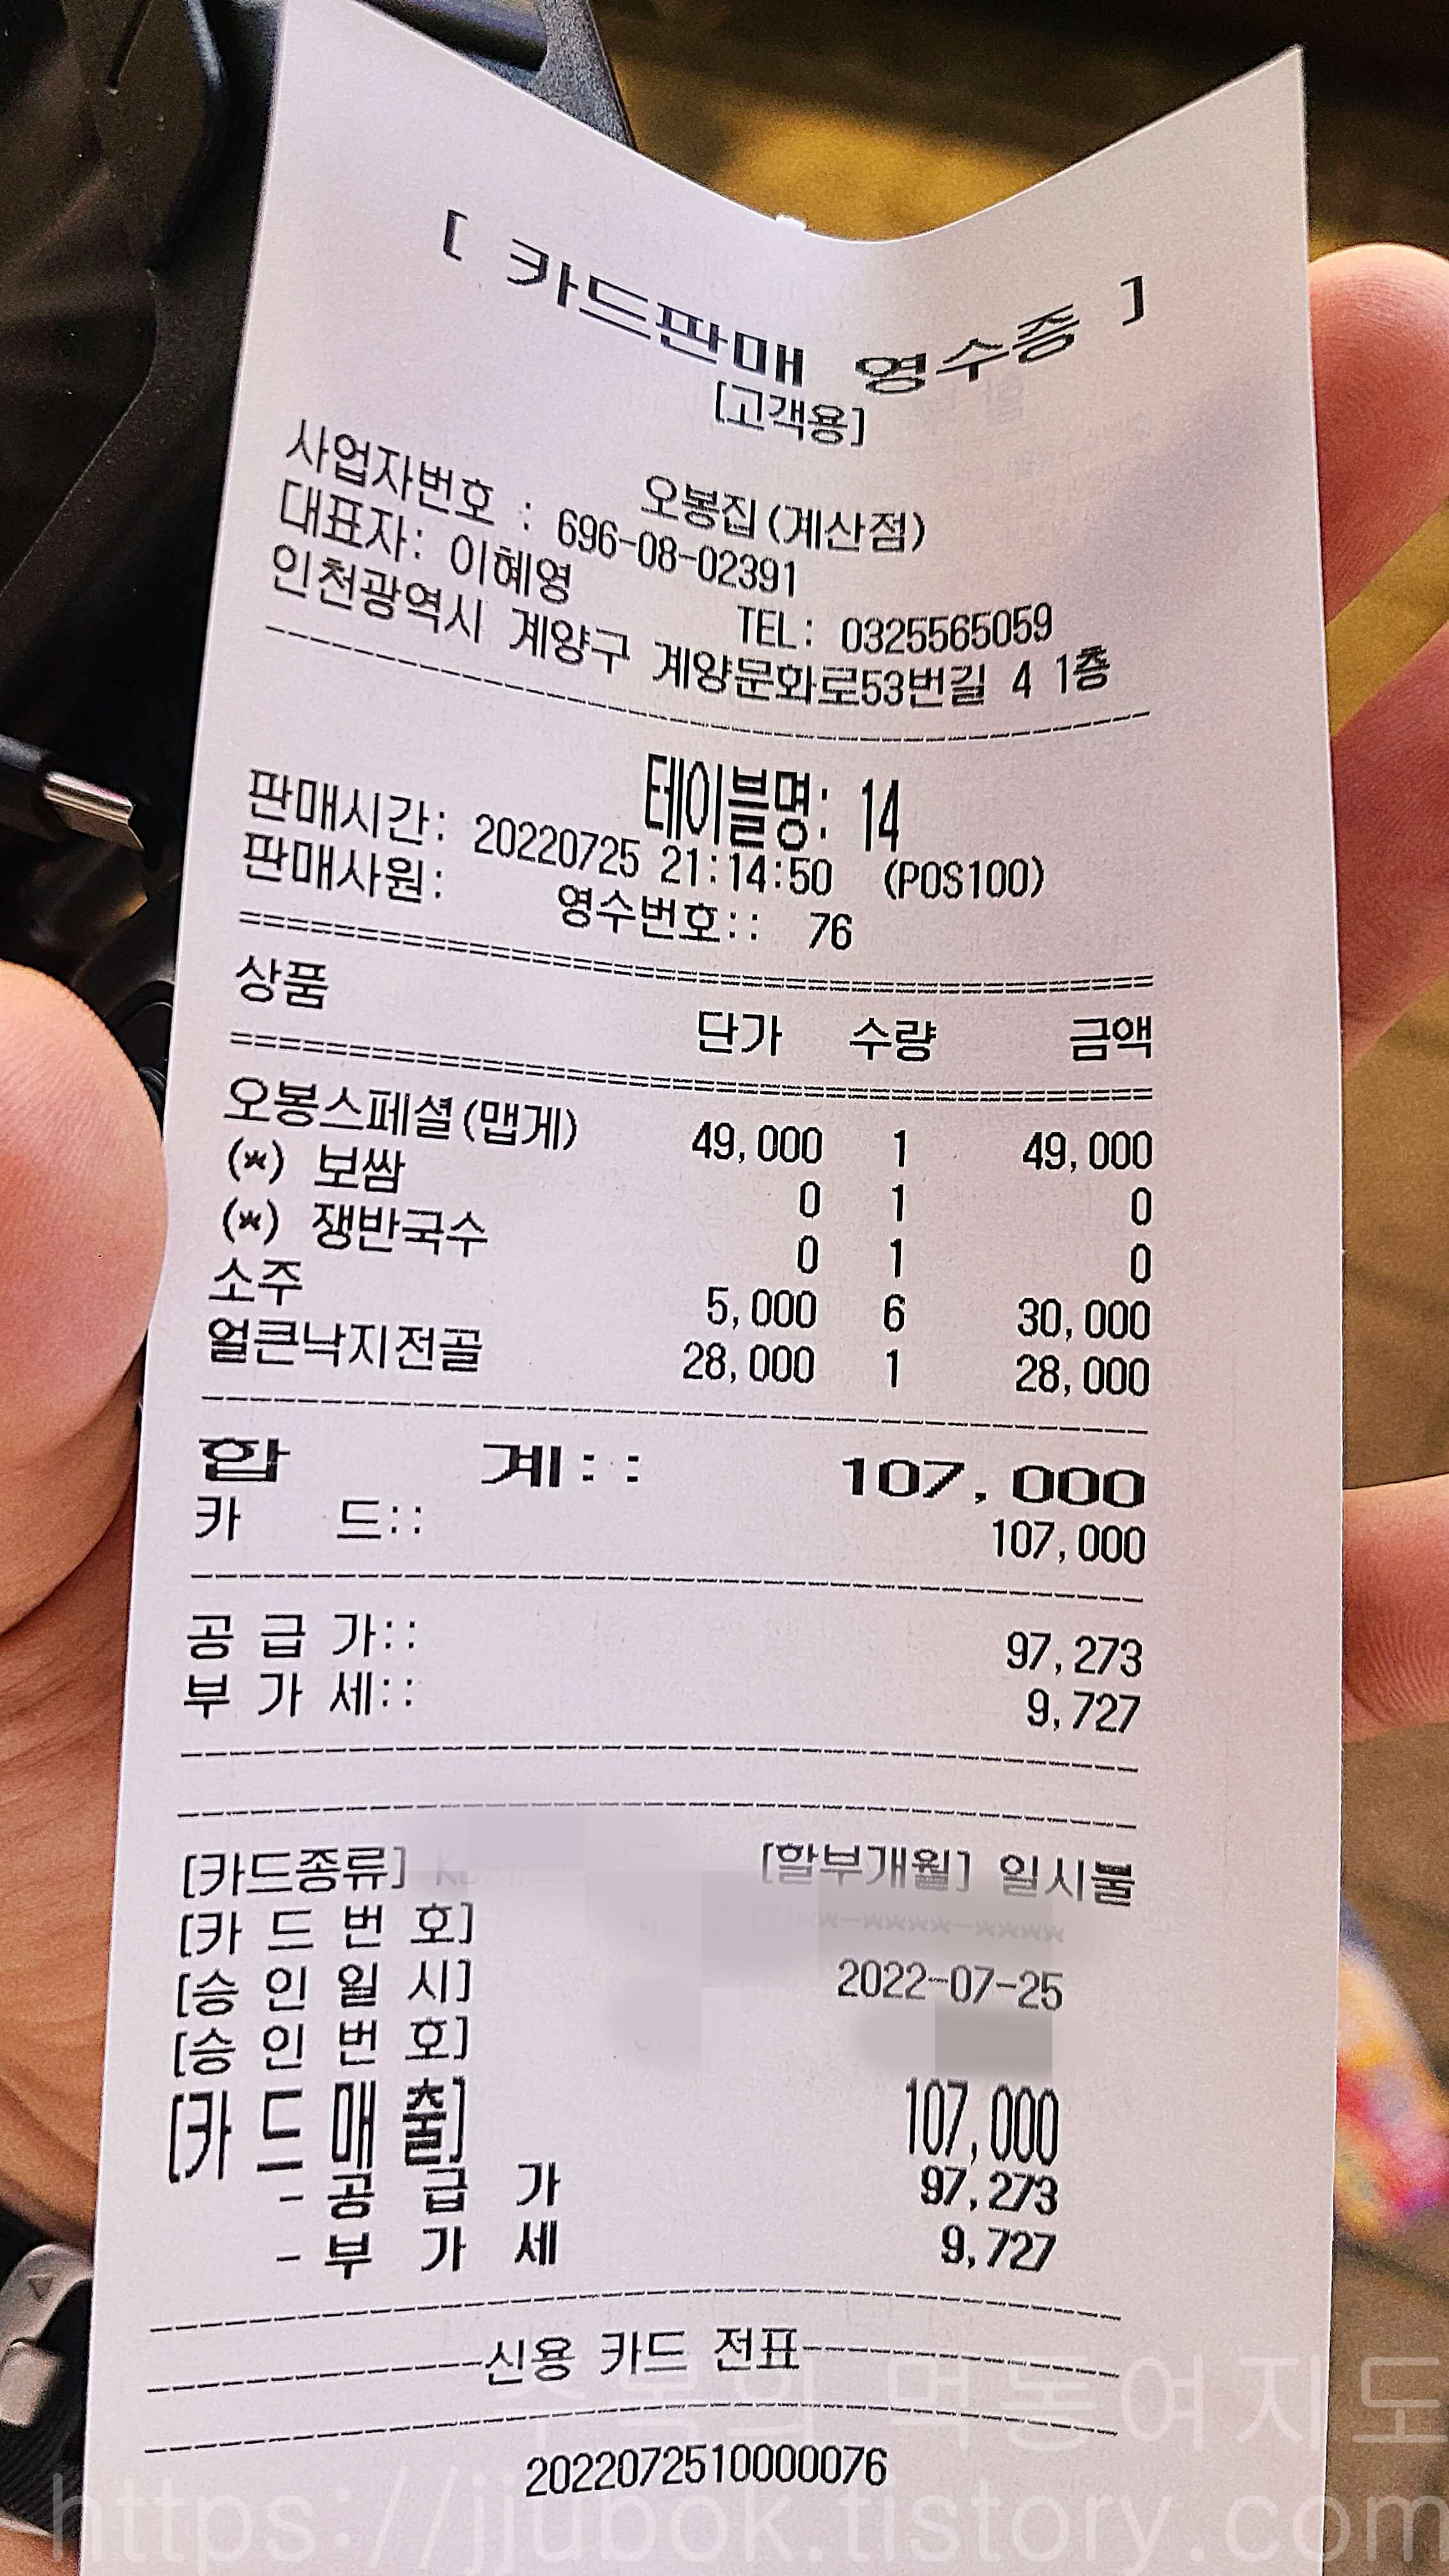 [ 카드판매 영수증 ]
[고객용]
오봉집(계산점)
사업자번호 : 696-08-02391
대표자: 이혜영 TEL: 0325565059
인천광역시 계양구 계양문화로53번길 4 1층
테이블명: 14
판매시간: 20220725 21:14:50 (POS100)
판매사원: 영수번호:: 76
상품 단가 수량 금액
오봉스페셜(맵게) 49,000 1 49,000
(*) 보쌈 0 1 0
(*) 쟁반국수 0 1 0
소주 5,000 6 30,000
얼큰낙지전골 28,000 1 28,000
합 계:: 107,000
카 드:: 107,000
공 급 가:: 97,273
부 가 세:: 9,727
[카드종류] [할부개월] 일시불
[카 드 번 호] **-****-****
[승 인 일 시] 2022-07-25
[승 인 번 호]
[카 드 매 출] 107,000
- 공 급 가 97,273
- 부 가 세 9,727
신용 카드 전표
2022072510000076
먹동여지도
https://jjubok.tistory.com